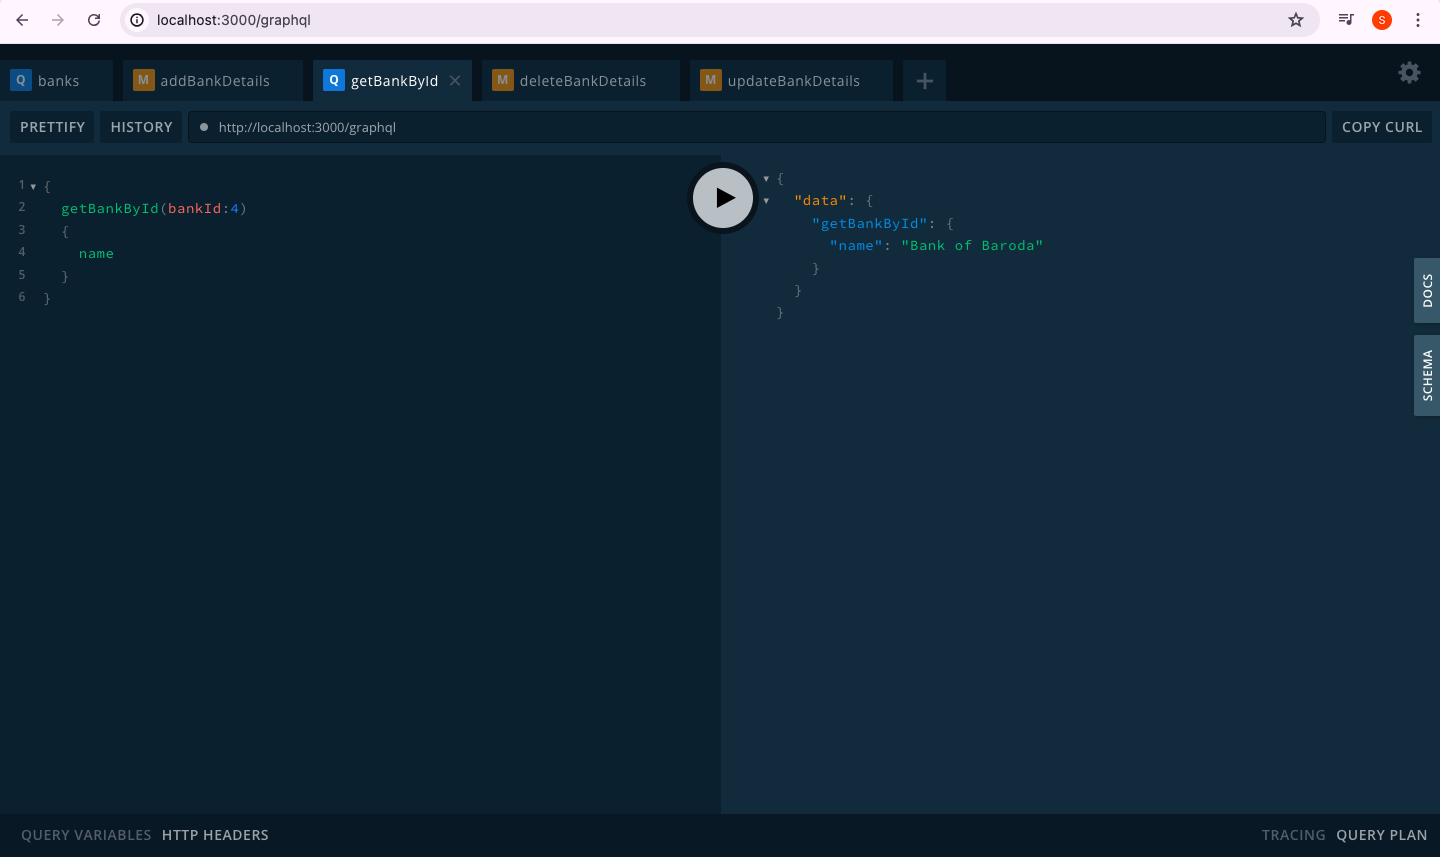 localhost:3000/graphql
S
Q banks M addBankDetails Q getBankById M deleteBankDetails M updateBankDetails
PRETTIFY HISTORY http://localhost:3000/graphql COPY CURL
1 {
2 getBankById(bankId:4)
3 {
4 name
5 }
6 }
{
"data": {
"getBankById": {
"name": "Bank of Baroda"
}
}
}
DOCS
SCHEMA
QUERY VARIABLES HTTP HEADERS TRACING QUERY PLAN